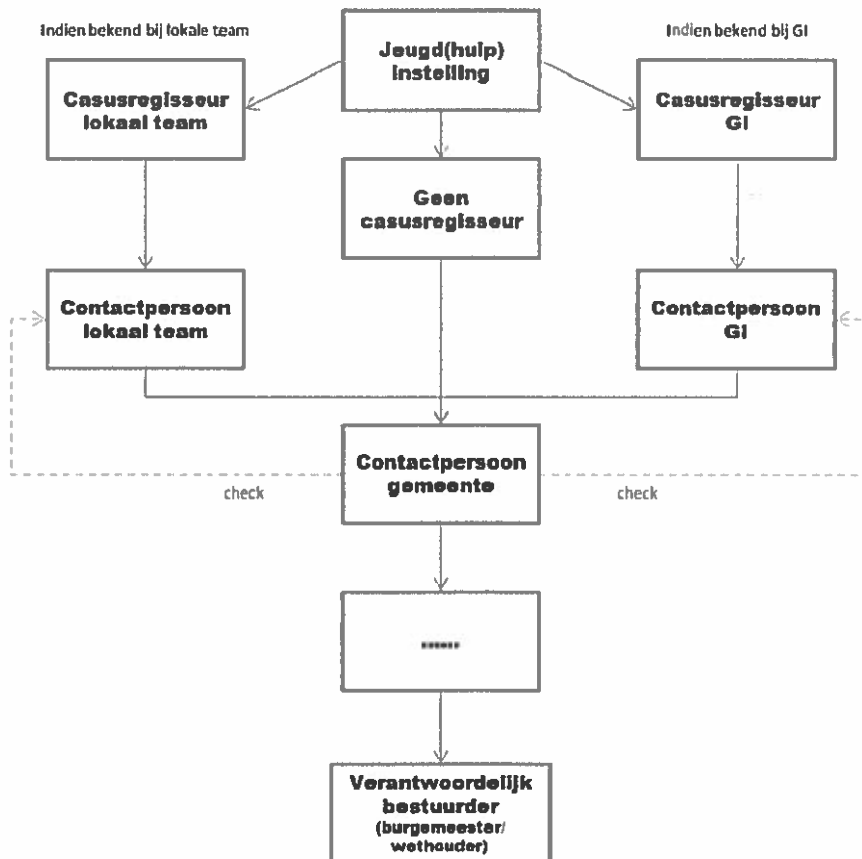 Indien bekend bij lokale team
Jeugd(hulp)
instelling
Indien bekend bij GI
Casusregisseur
lokaal team
Casusregisseur
GI
Geen
casusregisseur
Contactpersoon
lokaal team
Contactpersoon
GI
Contactpersoon
gemeente
check
check
......
Verantwoordelijk
bestuurder
(burgemeester/
wethouder)